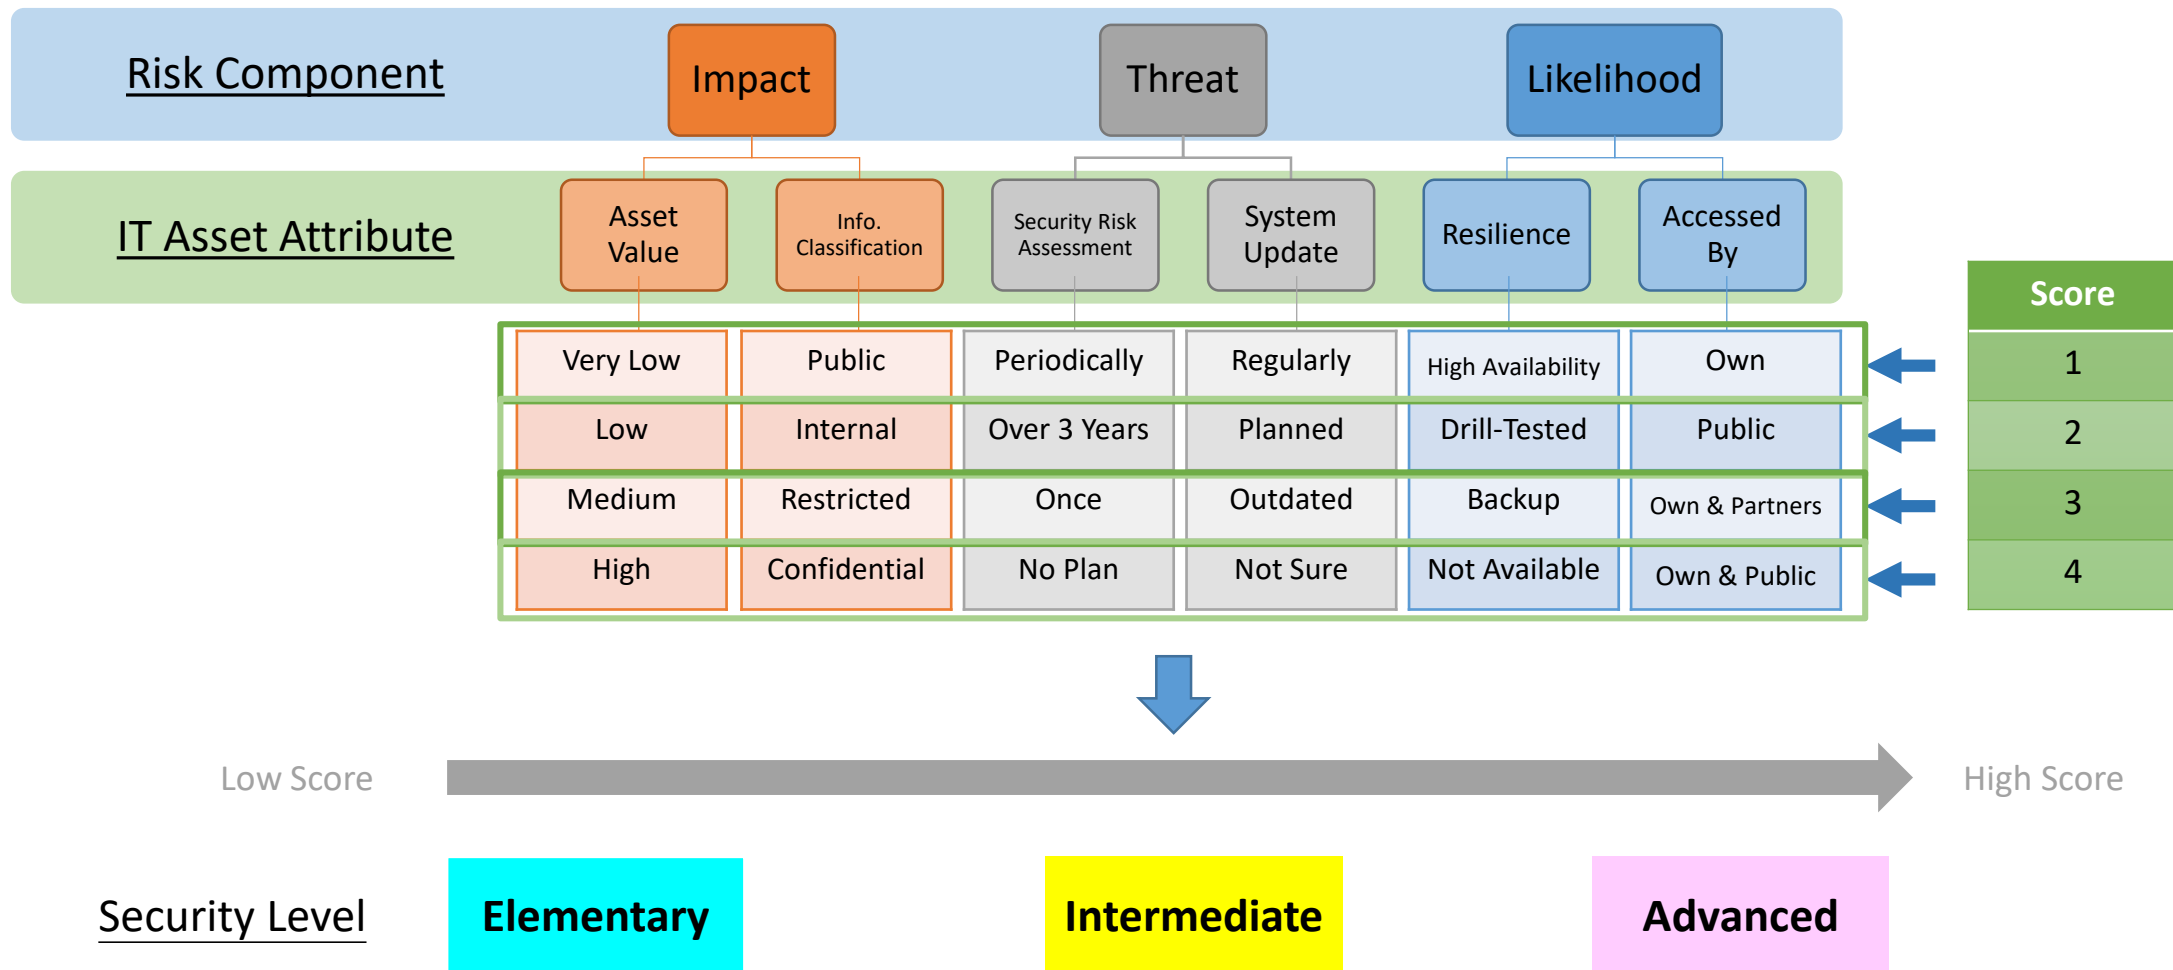 Risk Component
Impact
Threat
Likelihood
IT Asset Attribute
Asset
Value
Info.
Classification
Security Risk
Assessment
System
Update
Resilience
Accessed
By
Score
Very Low
Public
Periodically
Regularly
High Availability
Own
1
Low
Internal
Over 3 Years
Planned
Drill-Tested
Public
2
Medium
Restricted
Once
Outdated
Backup
Own & Partners
3
High
Confidential
No Plan
Not Sure
Not Available
Own & Public
4
Low Score
High Score
Security Level
Elementary
Intermediate
Advanced